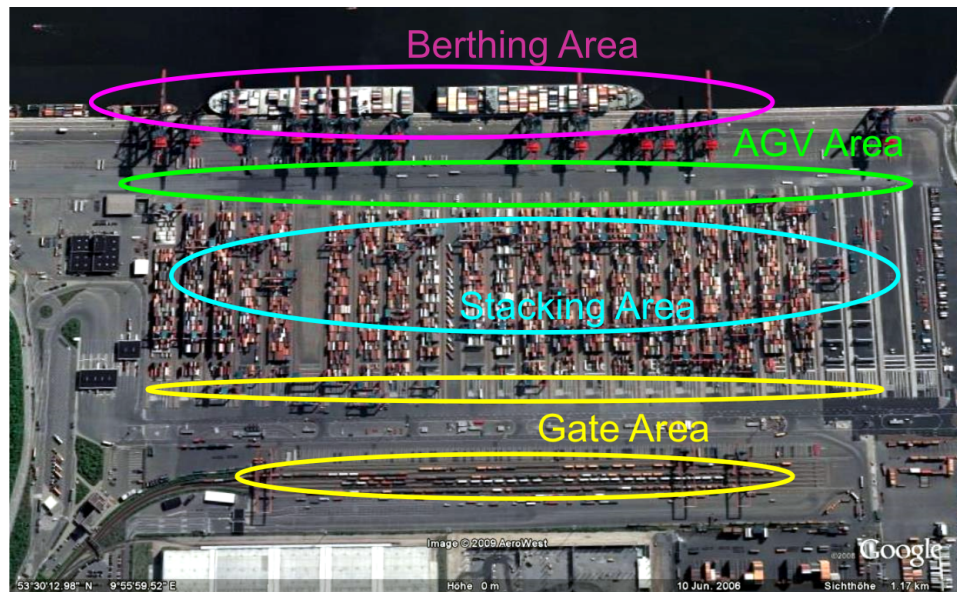 Berthing Area
AGV Area
Stacking Area
Gate Area
Image © 2009 AeroWest
©2008 Google
53°30'12.98" N 9°55'59.52" E Höhe 0 m 10 Jun. 2006 Sichthöhe 1.17 km